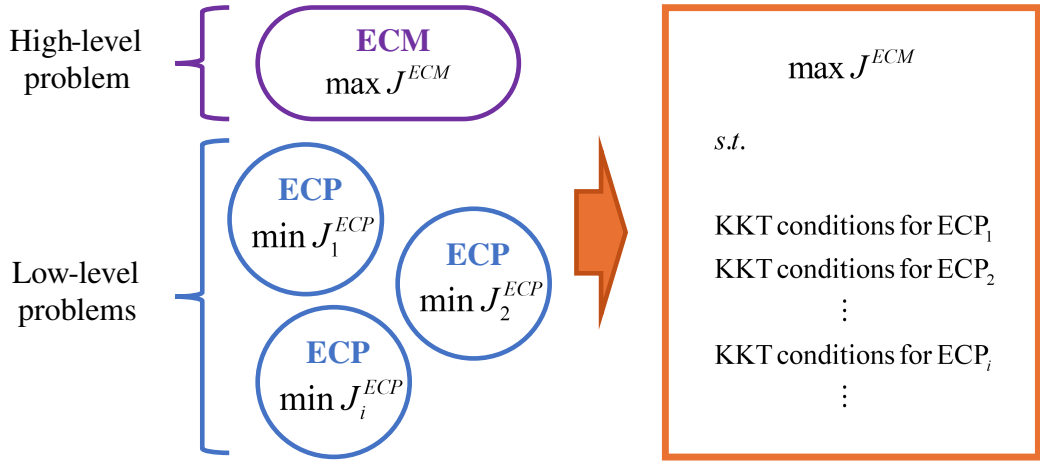 High-level
problem
ECM
max J^{ECM}
Low-level
problems
ECP
min J_1^{ECP}
ECP
min J_2^{ECP}
ECP
min J_i^{ECP}
max J^{ECM}
s.t.
KKT conditions for ECP_1
KKT conditions for ECP_2
⋮
KKT conditions for ECP_i
⋮